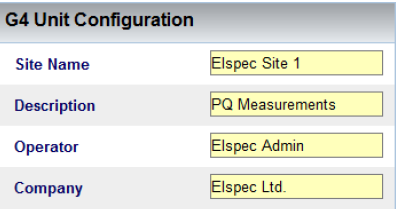 G4 Unit Configuration
Site Name Elspec Site 1
Description PQ Measurements
Operator Elspec Admin
Company Elspec Ltd.